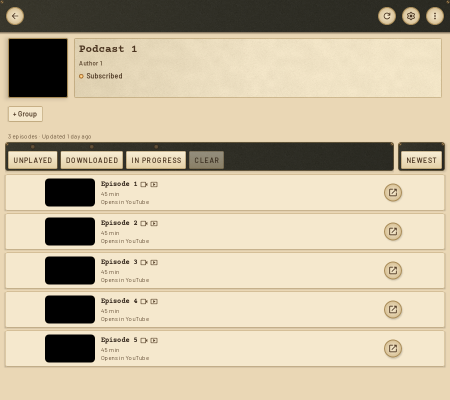 Podcast 1
Author 1
Subscribed
+ Group
3 episodes · Updated 1 day ago
UNPLAYED DOWNLOADED IN PROGRESS CLEAR NEWEST
Episode 1
45 min
Opens in YouTube
Episode 2
45 min
Opens in YouTube
Episode 3
45 min
Opens in YouTube
Episode 4
45 min
Opens in YouTube
Episode 5
45 min
Opens in YouTube